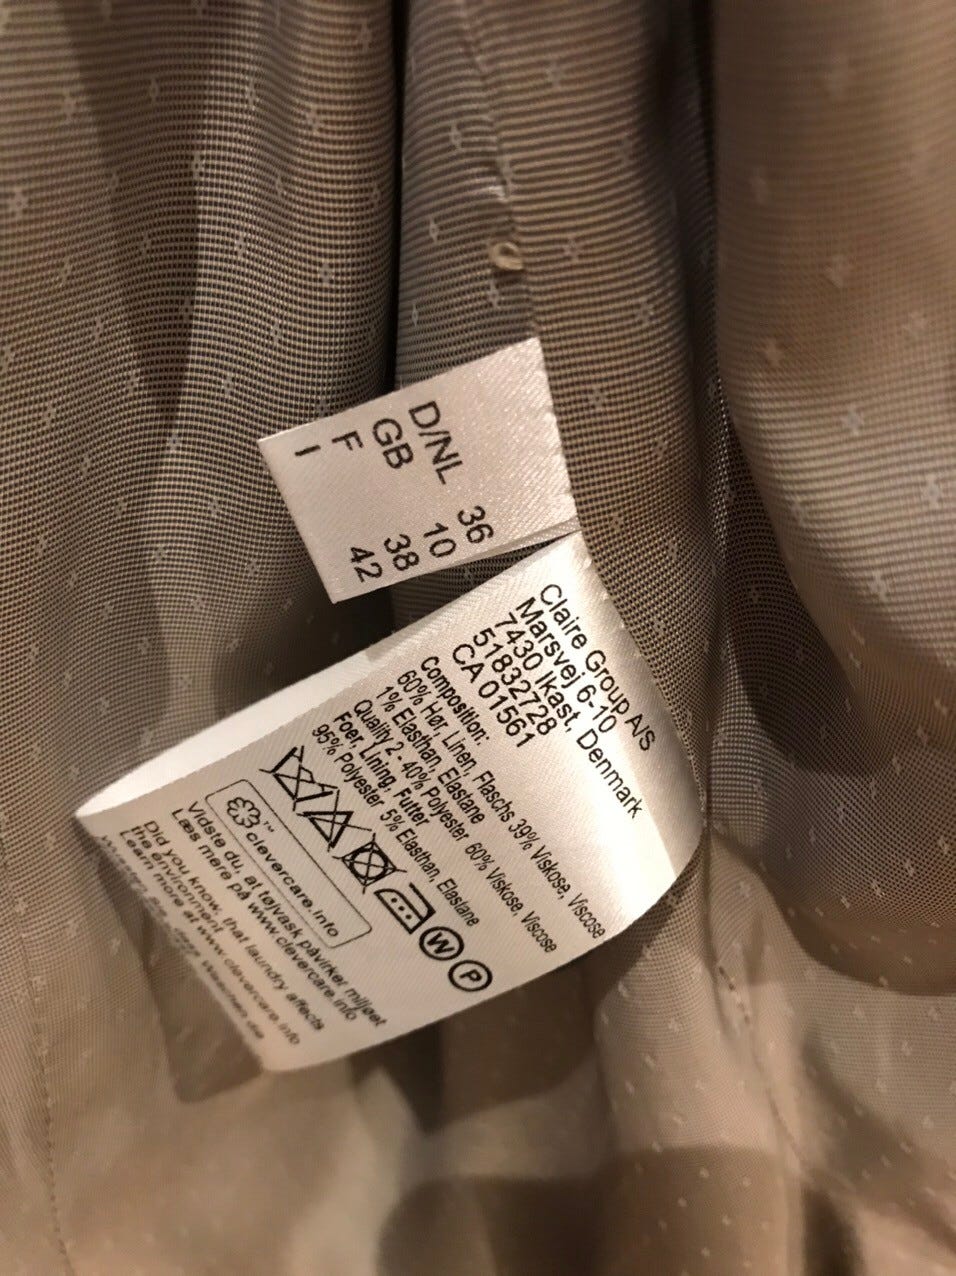 D/NL 36
GB 10
F 38
I 42
Claire Group A/S
Marsvej 6-10
7430 Ikast, Denmark
51832728
CA 01561
Composition:
60% Hør, Linen, Flaschs 39% Viskose, Viscose
1% Elasthan, Elastane
Quality 2 - 40% Polyester 60% Viskose, Viscose
Foer, Lining, Futter
95% Polyester 5% Elasthan, Elastane
W P
clevercare.info
TM
Vidste du, at tøjvask påvirker miljøet
Læs mere på www.clevercare.info
Did you know, that laundry affects
the environment
Learn more at www.clevercare.info